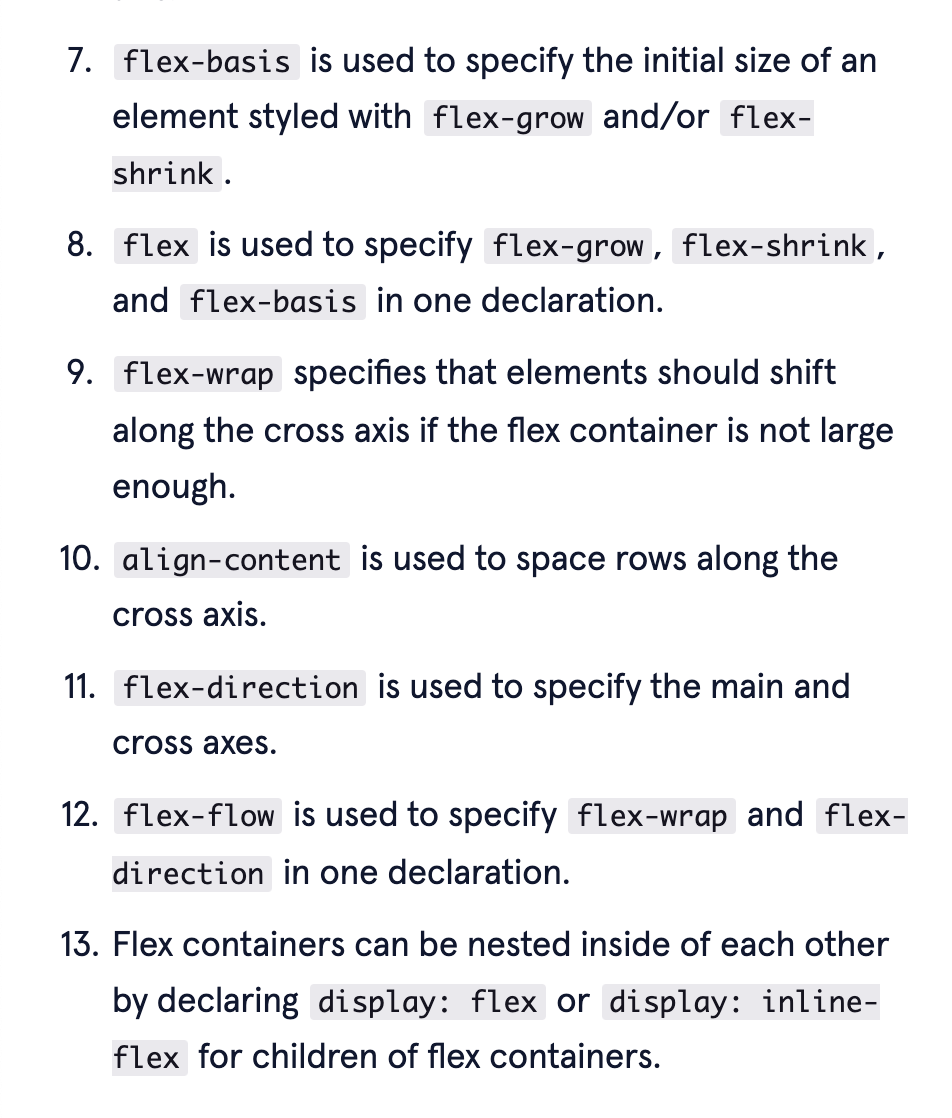 7. flex-basis is used to specify the initial size of an
element styled with flex-grow and/or flex-
shrink.
8. flex is used to specify flex-grow, flex-shrink,
and flex-basis in one declaration.
9. flex-wrap specifies that elements should shift
along the cross axis if the flex container is not large
enough.
10. align-content is used to space rows along the
cross axis.
11. flex-direction is used to specify the main and
cross axes.
12. flex-flow is used to specify flex-wrap and flex-
direction in one declaration.
13. Flex containers can be nested inside of each other
by declaring display: flex or display: inline-
flex for children of flex containers.